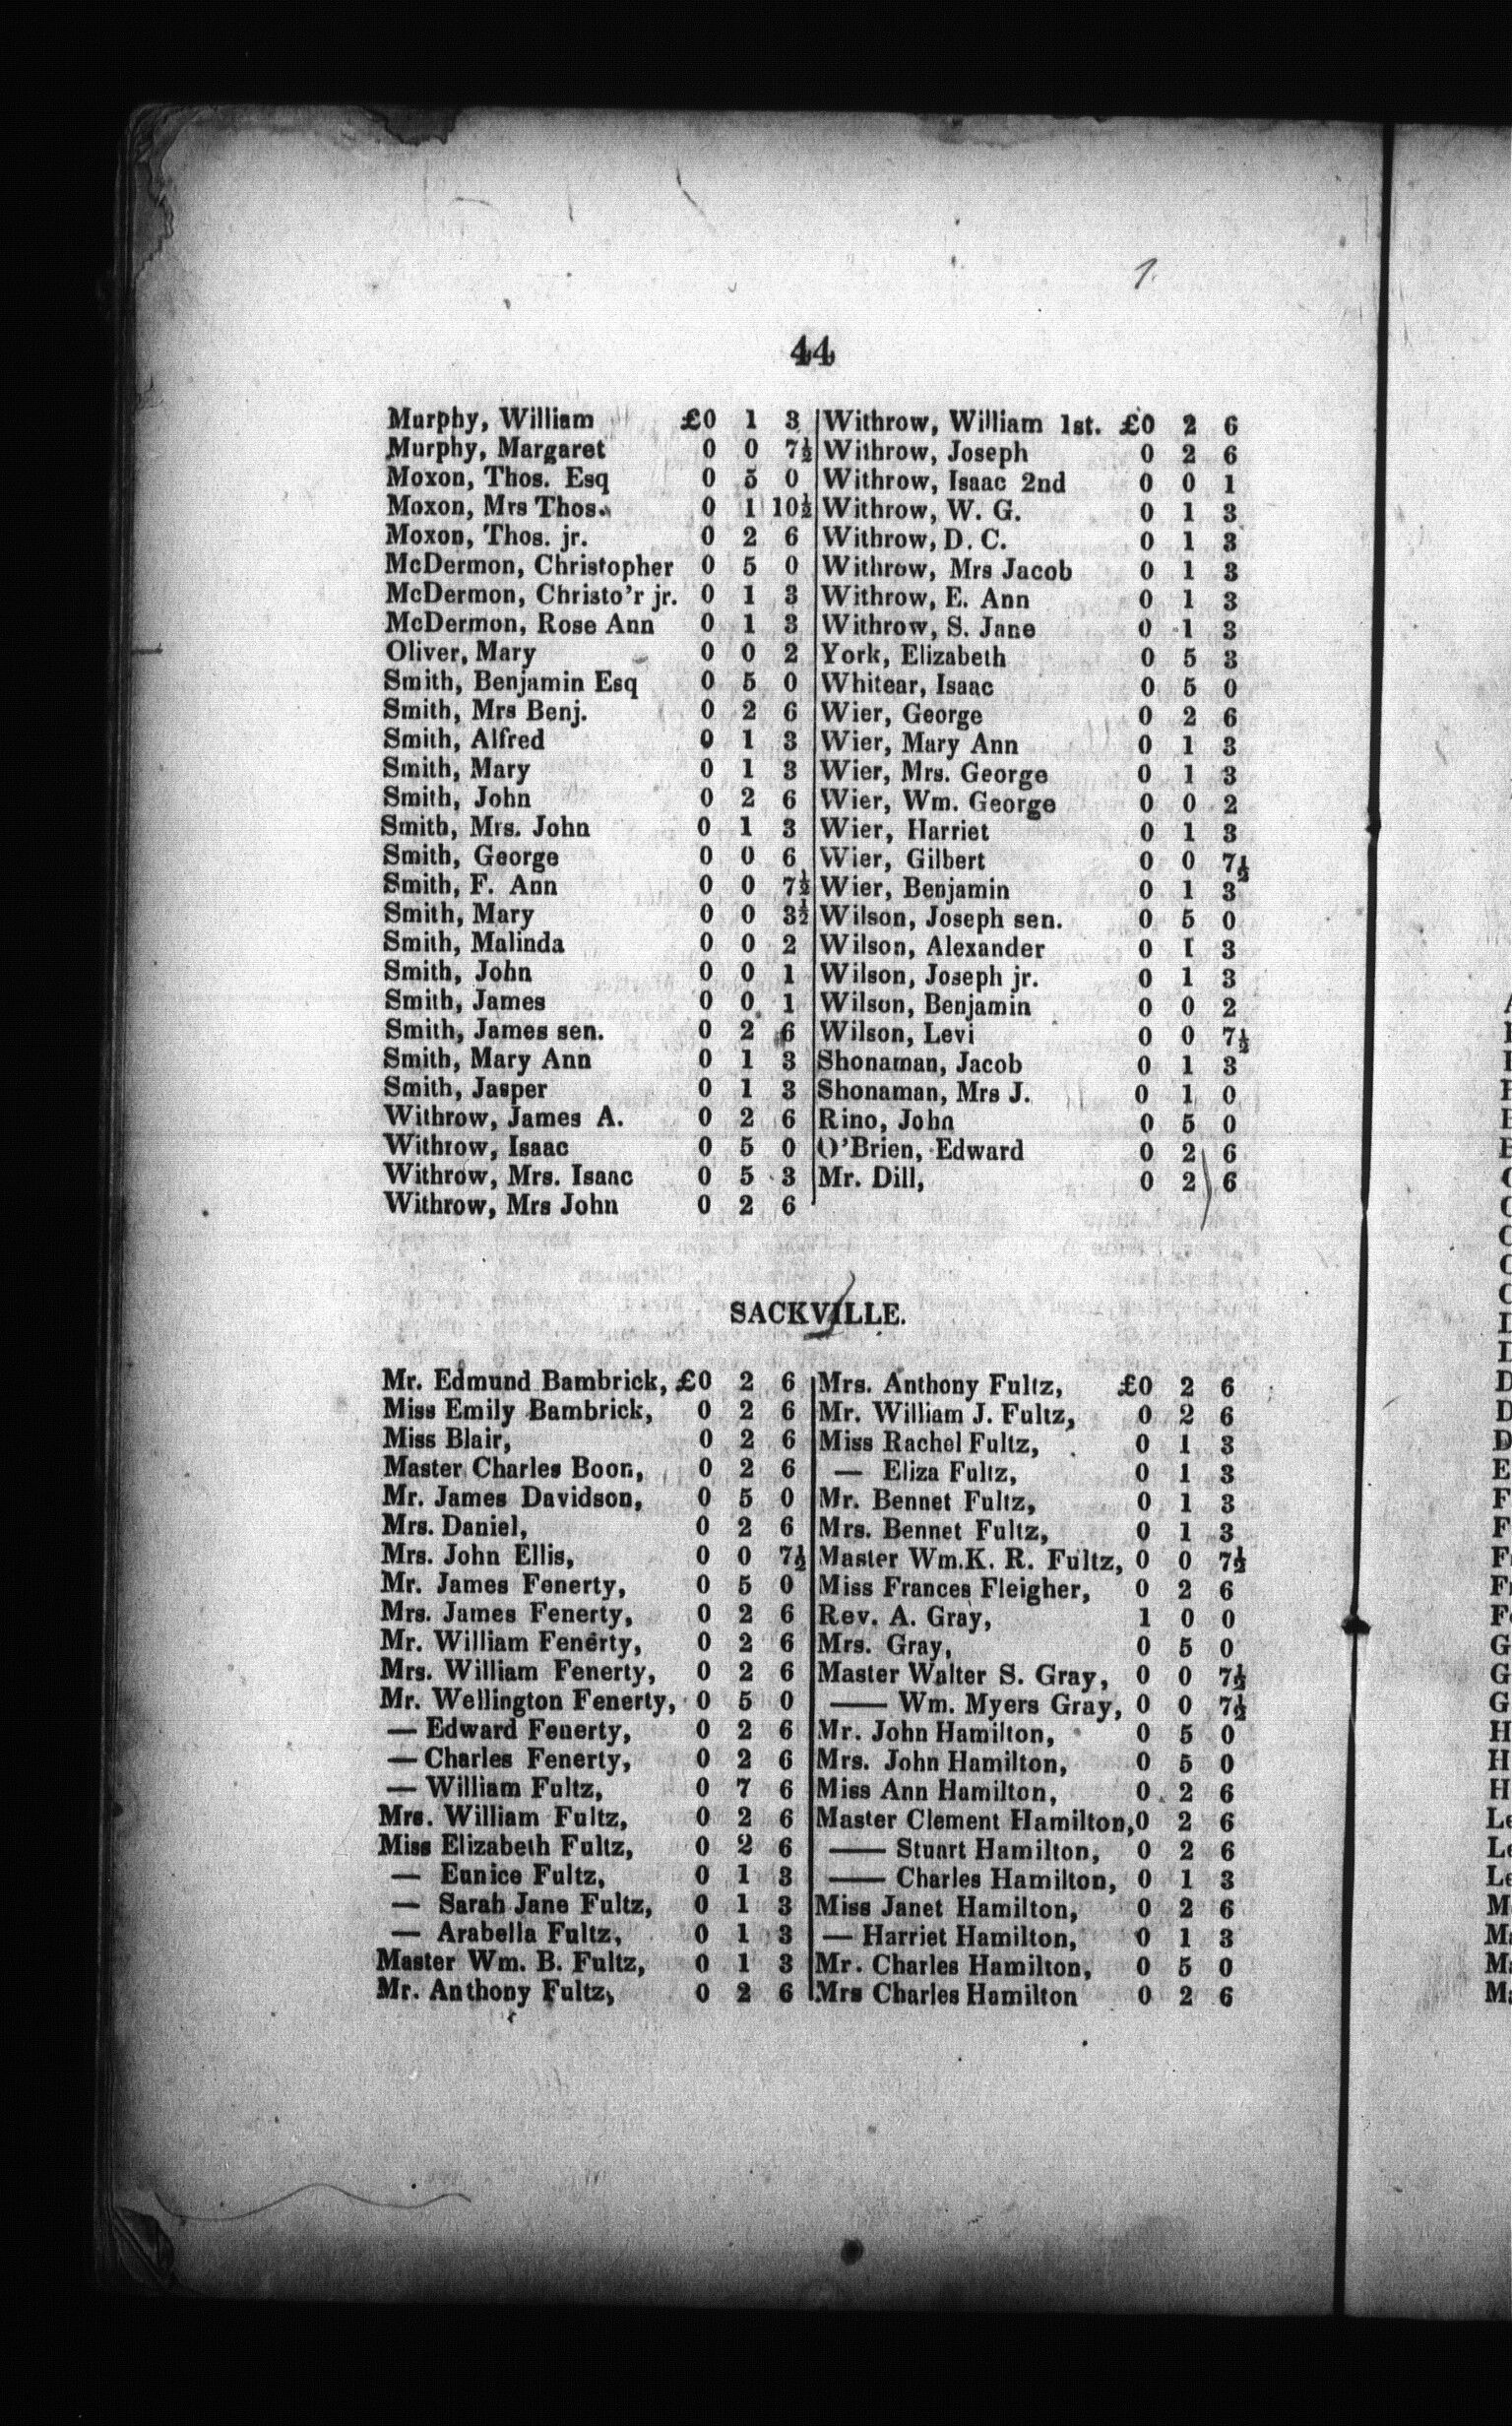 1
44
Murphy, William £0 1 3
Murphy, Margaret 0 0 7½
Moxon, Thos. Esq 0 5 0
Moxon, Mrs Thos. 0 1 10½
Moxon, Thos. jr. 0 2 6
McDermon, Christopher 0 5 0
McDermon, Christo'r jr. 0 1 3
McDermon, Rose Ann 0 1 3
Oliver, Mary 0 0 2
Smith, Benjamin Esq 0 5 0
Smith, Mrs Benj. 0 2 6
Smith, Alfred 0 1 3
Smith, Mary 0 1 3
Smith, John 0 2 6
Smith, Mrs. John 0 1 3
Smith, George 0 0 6
Smith, F. Ann 0 0 7½
Smith, Mary 0 0 3½
Smith, Malinda 0 0 2
Smith, John 0 0 1
Smith, James 0 0 1
Smith, James sen. 0 2 6
Smith, Mary Ann 0 1 3
Smith, Jasper 0 1 3
Withrow, James A. 0 2 6
Withrow, Isaac 0 5 0
Withrow, Mrs. Isaac 0 5 3
Withrow, Mrs John 0 2 6
Withrow, William 1st. £0 2 6
Withrow, Joseph 0 2 6
Withrow, Isaac 2nd 0 0 1
Withrow, W. G. 0 1 3
Withrow, D. C. 0 1 3
Withrow, Mrs Jacob 0 1 3
Withrow, E. Ann 0 1 3
Withrow, S. Jane 0 1 3
York, Elizabeth 0 5 3
Whitear, Isaac 0 5 0
Wier, George 0 2 6
Wier, Mary Ann 0 1 3
Wier, Mrs. George 0 1 3
Wier, Wm. George 0 0 2
Wier, Harriet 0 1 3
Wier, Gilbert 0 0 7½
Wier, Benjamin 0 1 3
Wilson, Joseph sen. 0 5 0
Wilson, Alexander 0 1 3
Wilson, Joseph jr. 0 1 3
Wilson, Benjamin 0 0 2
Wilson, Levi 0 0 7½
Shonaman, Jacob 0 1 3
Shonaman, Mrs J. 0 1 0
Rino, John 0 5 0
O'Brien, Edward 0 2 6
Mr. Dill, 0 2 6
SACKVILLE.
Mr. Edmund Bambrick, £0 2 6
Miss Emily Bambrick, 0 2 6
Miss Blair, 0 2 6
Master Charles Boon, 0 2 6
Mr. James Davidson, 0 5 0
Mrs. Daniel, 0 2 6
Mrs. John Ellis, 0 0 7½
Mr. James Fenerty, 0 5 0
Mrs. James Fenerty, 0 2 6
Mr. William Fenerty, 0 2 6
Mrs. William Fenerty, 0 2 6
Mr. Wellington Fenerty, 0 5 0
— Edward Fenerty, 0 2 6
— Charles Fenerty, 0 2 6
— William Fultz, 0 7 6
Mrs. William Fultz, 0 2 6
Miss Elizabeth Fultz, 0 2 6
— Eunice Fultz, 0 1 3
— Sarah Jane Fultz, 0 1 3
— Arabella Fultz, 0 1 3
Master Wm. B. Fultz, 0 1 3
Mr. Anthony Fultz, 0 2 6
Mrs. Anthony Fultz, £0 2 6
Mr. William J. Fultz, 0 2 6
Miss Rachel Fultz, 0 1 3
— Eliza Fultz, 0 1 3
Mr. Bennet Fultz, 0 1 3
Mrs. Bennet Fultz, 0 1 3
Master Wm.K. R. Fultz, 0 0 7½
Miss Frances Fleigher, 0 2 6
Rev. A. Gray, 1 0 0
Mrs. Gray, 0 5 0
Master Walter S. Gray, 0 0 7½
— Wm. Myers Gray, 0 0 7½
Mr. John Hamilton, 0 5 0
Mrs. John Hamilton, 0 5 0
Miss Ann Hamilton, 0 2 6
Master Clement Hamilton, 0 2 6
— Stuart Hamilton, 0 2 6
— Charles Hamilton, 0 1 3
Miss Janet Hamilton, 0 2 6
— Harriet Hamilton, 0 1 3
Mr. Charles Hamilton, 0 5 0
Mrs Charles Hamilton 0 2 6